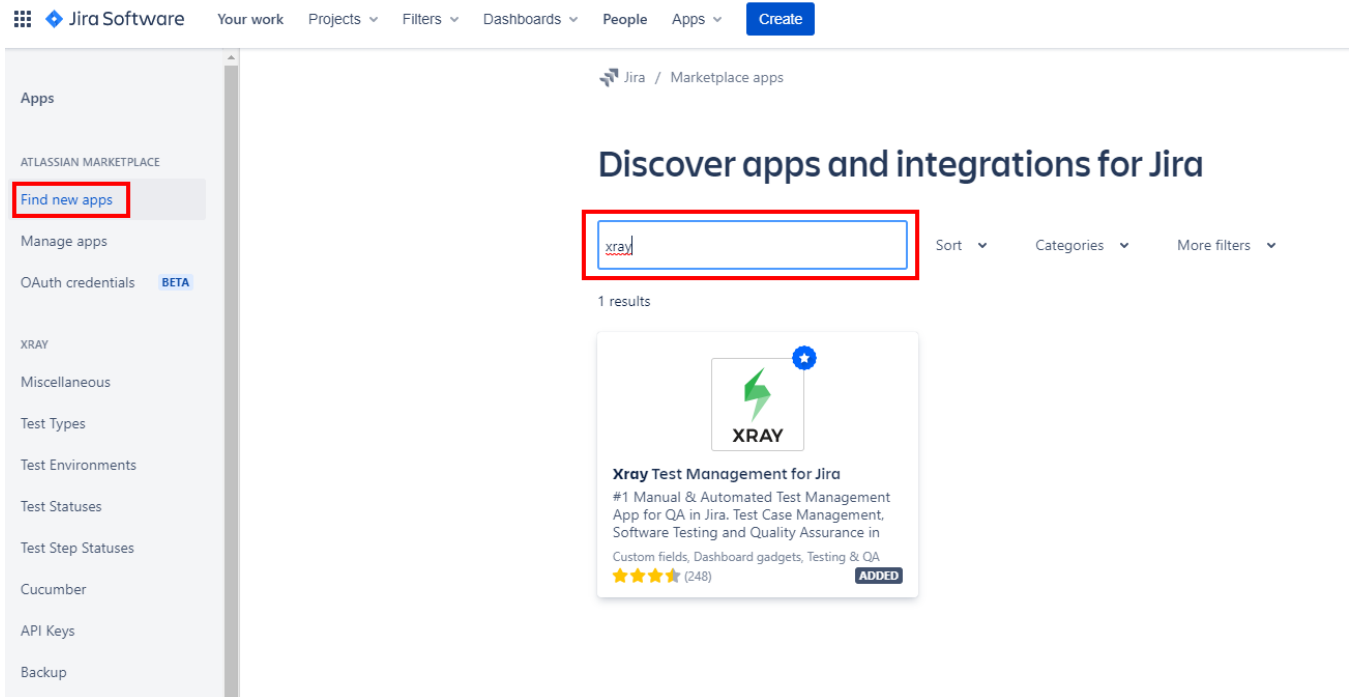 Jira Software Your work Projects Filters Dashboards People Apps Create
Apps
ATLASSIAN MARKETPLACE
Find new apps
Manage apps
OAuth credentials BETA
XRAY
Miscellaneous
Test Types
Test Environments
Test Statuses
Test Step Statuses
Cucumber
API Keys
Backup
Jira / Marketplace apps
Discover apps and integrations for Jira
xray Sort Categories More filters
1 results
XRAY
Xray Test Management for Jira
#1 Manual & Automated Test Management
App for QA in Jira. Test Case Management,
Software Testing and Quality Assurance in
Custom fields, Dashboard gadgets, Testing & QA
(248) ADDED